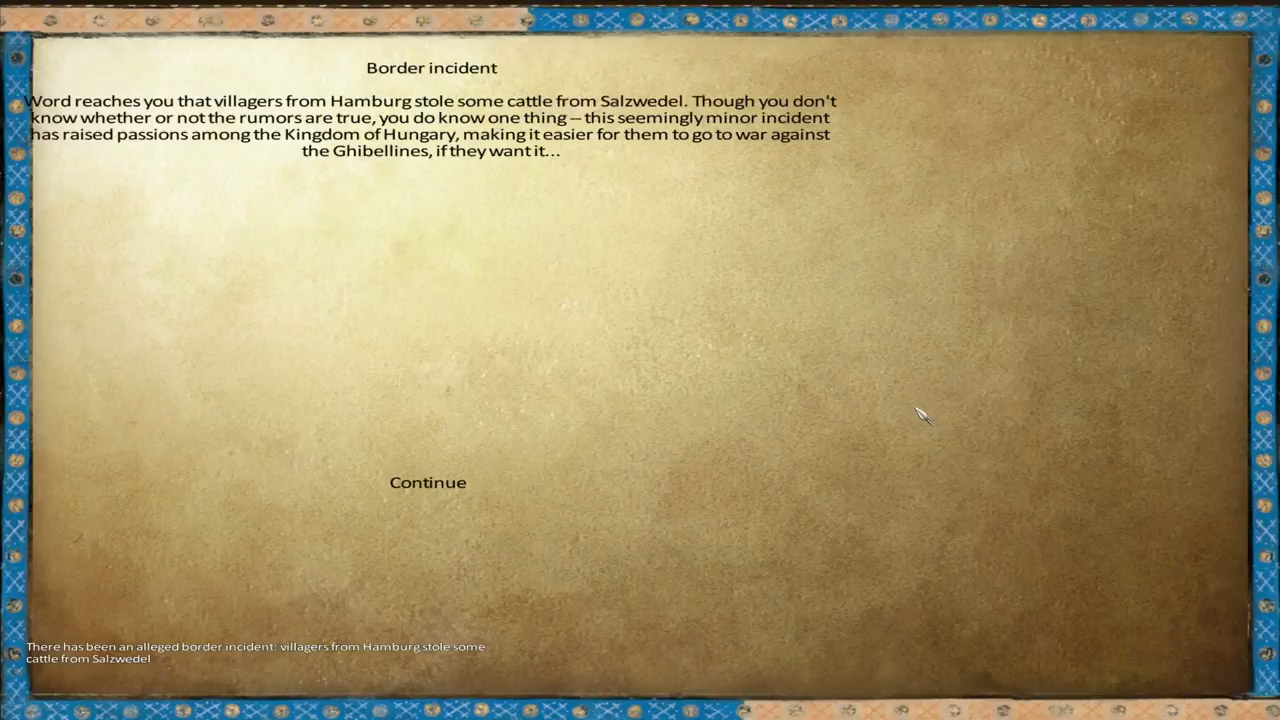 Border incident
Word reaches you that villagers from Hamburg stole some cattle from Salzwedel. Though you don't
know whether or not the rumors are true, you do know one thing -- this seemingly minor incident
has raised passions among the Kingdom of Hungary, making it easier for them to go to war against
the Ghibellines, if they want it...
Continue
There has been an alleged border incident: villagers from Hamburg stole some
cattle from Salzwedel